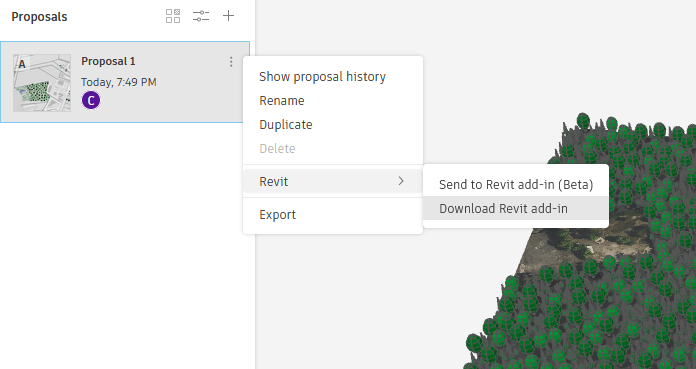 Proposals
A
Proposal 1
Today, 7:49 PM
C
Show proposal history
Rename
Duplicate
Delete
Revit
Send to Revit add-in (Beta)
Download Revit add-in
Export